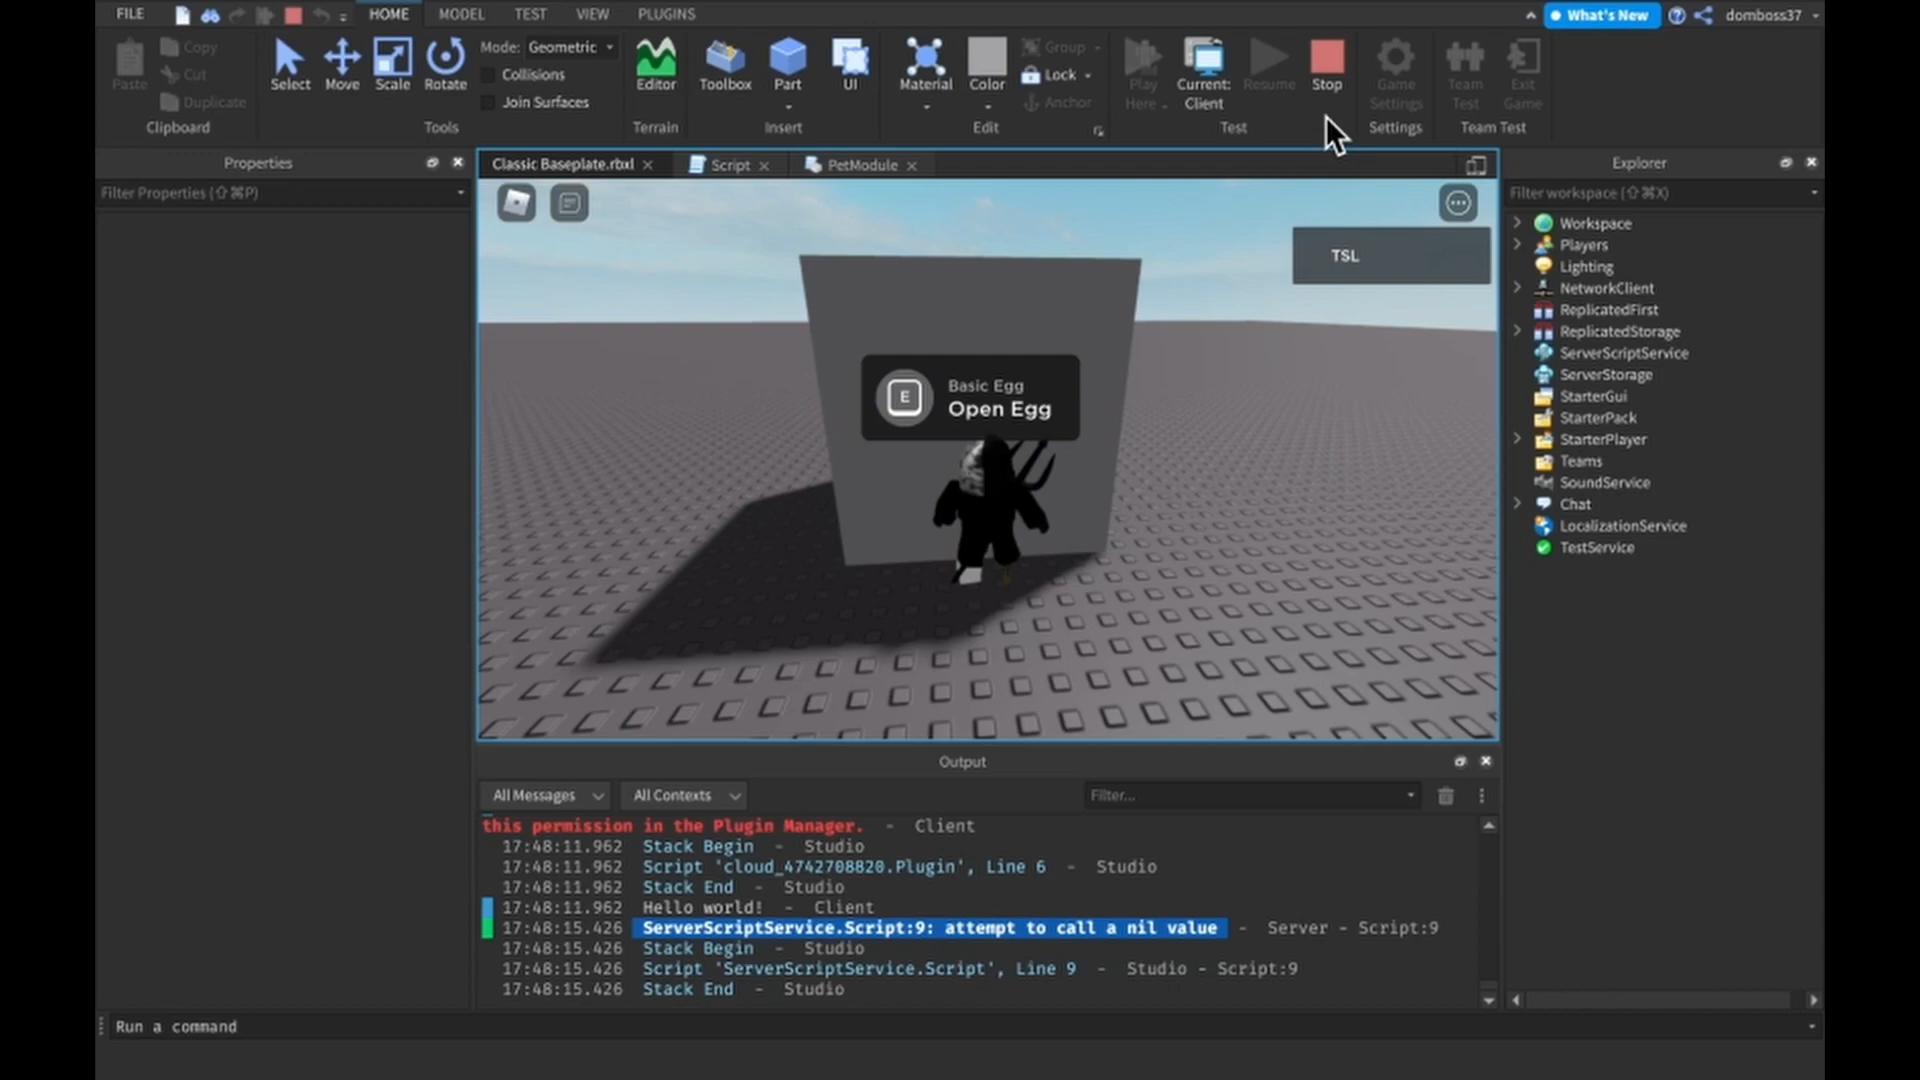 FILE HOME MODEL TEST VIEW PLUGINS What's New domboss37
Paste Copy Cut Duplicate Clipboard
Select Move Scale Rotate Mode: Geometric Collisions Join Surfaces Tools
Editor Terrain
Toolbox Part UI Insert
Material Color Group Lock Anchor Edit
Play Here Current: Client Resume Stop Test
Game Settings Settings
Team Test Exit Game Team Test
Properties
Filter Properties (⇧⌘P)
Classic Baseplate.rbxl Script PetModule
TSL
E
Basic Egg
Open Egg
Explorer
Filter workspace (⇧⌘X)
Workspace
Players
Lighting
NetworkClient
ReplicatedFirst
ReplicatedStorage
ServerScriptService
ServerStorage
StarterGui
StarterPack
StarterPlayer
Teams
SoundService
Chat
LocalizationService
TestService
Output
All Messages All Contexts Filter...
this permission in the Plugin Manager. - Client
17:48:11.962 Stack Begin - Studio
17:48:11.962 Script 'cloud_4742708820.Plugin', Line 6 - Studio
17:48:11.962 Stack End - Studio
17:48:11.962 Hello world! - Client
17:48:15.426 ServerScriptService.Script:9: attempt to call a nil value - Server - Script:9
17:48:15.426 Stack Begin - Studio
17:48:15.426 Script 'ServerScriptService.Script', Line 9 - Studio - Script:9
17:48:15.426 Stack End - Studio
Run a command